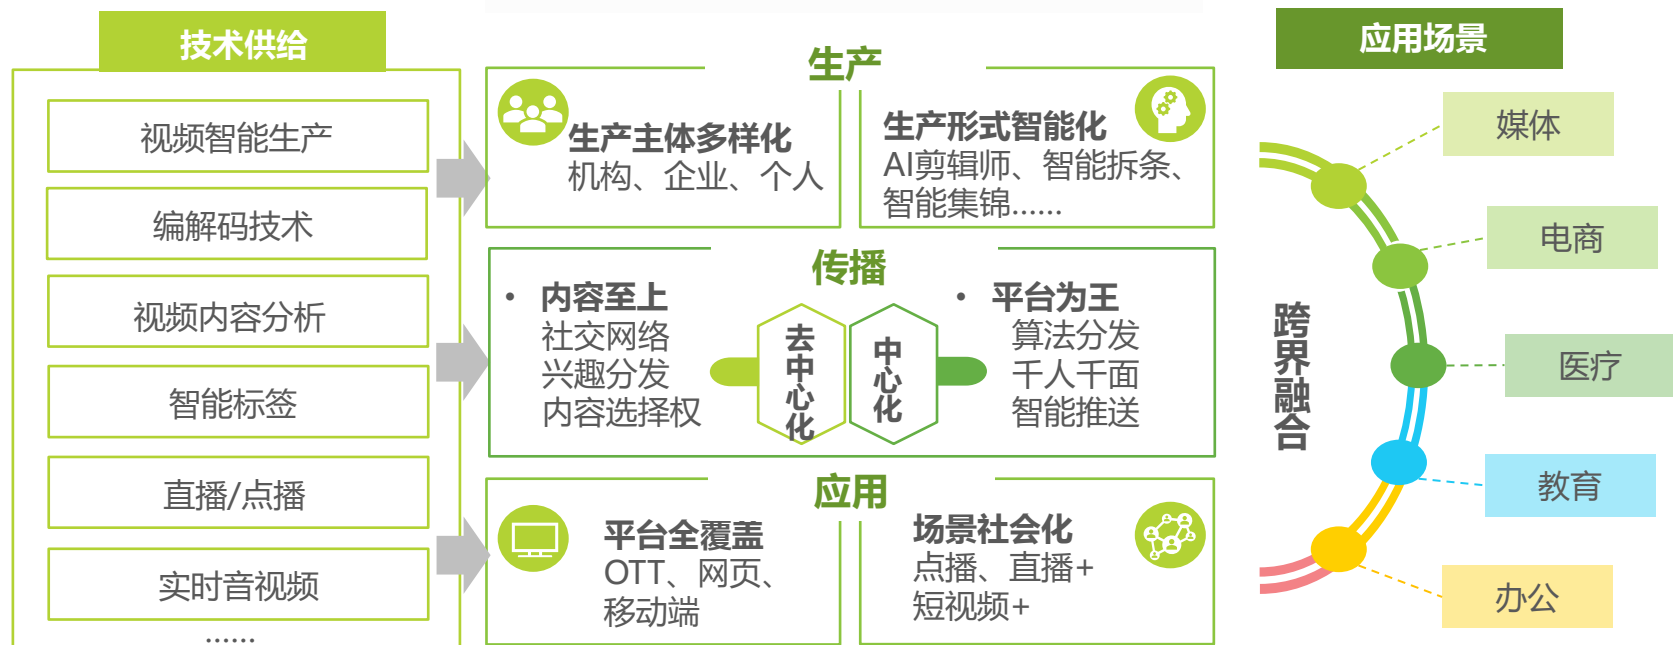 技术供给
视频智能生产
编解码技术
视频内容分析
智能标签
直播/点播
实时音视频
……
生产
生产主体多样化
机构、企业、个人
生产形式智能化
AI剪辑师、智能拆条、
智能集锦……
传播
• 内容至上
社交网络
兴趣分发
内容选择权
去中心化
中心化
• 平台为王
算法分发
千人千面
智能推送
应用
平台全覆盖
OTT、网页、
移动端
场景社会化
点播、直播+
短视频+
应用场景
跨界融合
媒体
电商
医疗
教育
办公